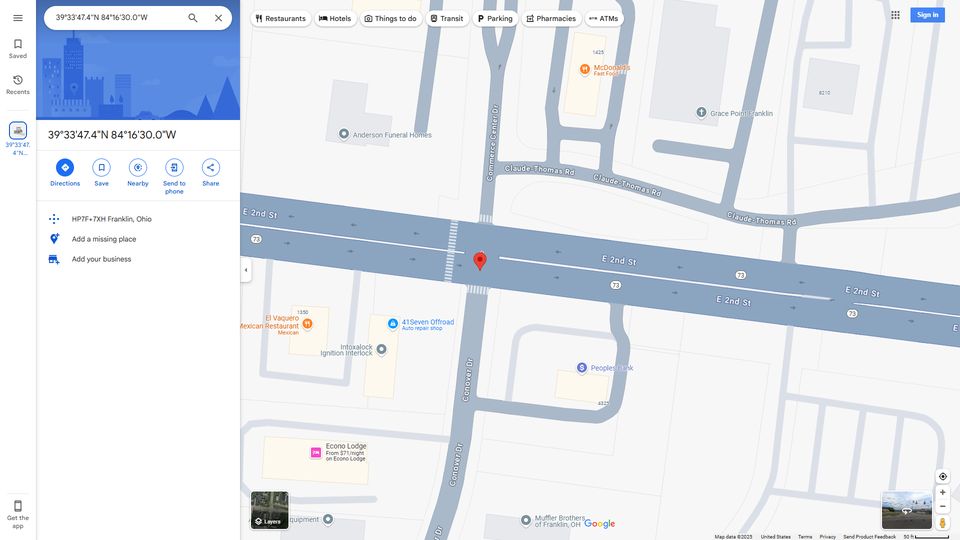 39°33'47.4"N 84°16'30.0"W
Restaurants
Hotels
Things to do
Transit
Parking
Pharmacies
ATMs
Sign in
Saved
Recents
39°33'47.
4"N...
39°33'47.4"N 84°16'30.0"W
Directions
Save
Nearby
Send to
phone
Share
HP7F+7XH Franklin, Ohio
Add a missing place
Add your business
Get the
app
1425
McDonald's
Fast Food
8210
Grace Point Franklin
Anderson Funeral Homes
Commerce Center Dr
Claude-Thomas Rd
Claude-Thomas Rd
Claude-Thomas Rd
E 2nd St
E 2nd St
73
E 2nd St
73
73
E 2nd St
E 2nd St
73
E
1350
El Vaquero
Mexican Restaurant
Mexican
41Seven Offroad
Auto repair shop
Intoxalock
Ignition Interlock
Conover Dr
Peoples Bank
6325
Econo Lodge
From $71/night
on Econo Lodge
Conover Dr
Dr
Layers
Equipment
Muffler Brothers
of Franklin, OH
Google
Map data ©2025
United States
Terms
Privacy
Send Product Feedback
50 ft